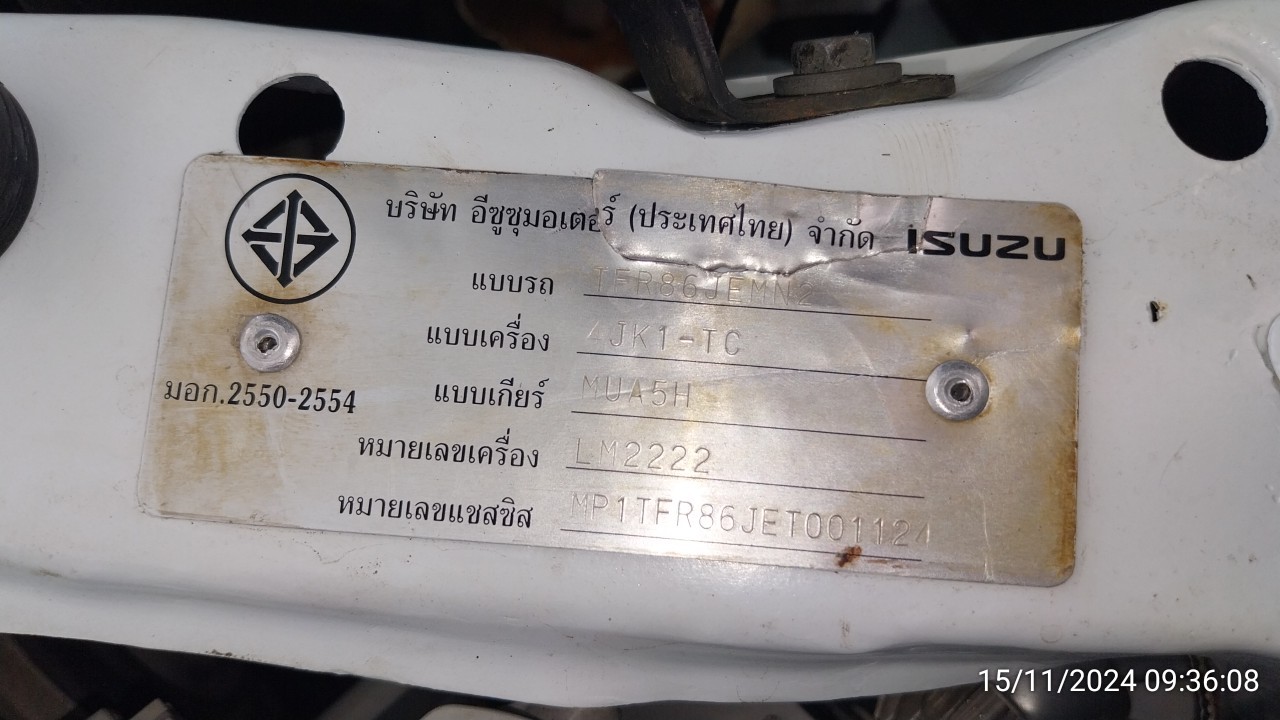 บริษัท อีซูซุมอเตอร์ (ประเทศไทย) จำกัด ISUZU
แบบรถ TFR86JEMN2
แบบเครื่อง 4JK1-TC
มอก.2550-2554 แบบเกียร์ MUA5H
หมายเลขเครื่อง LM2222
หมายเลขแชสซิส MP1TFR86JET001124
15/11/2024 09:36:08